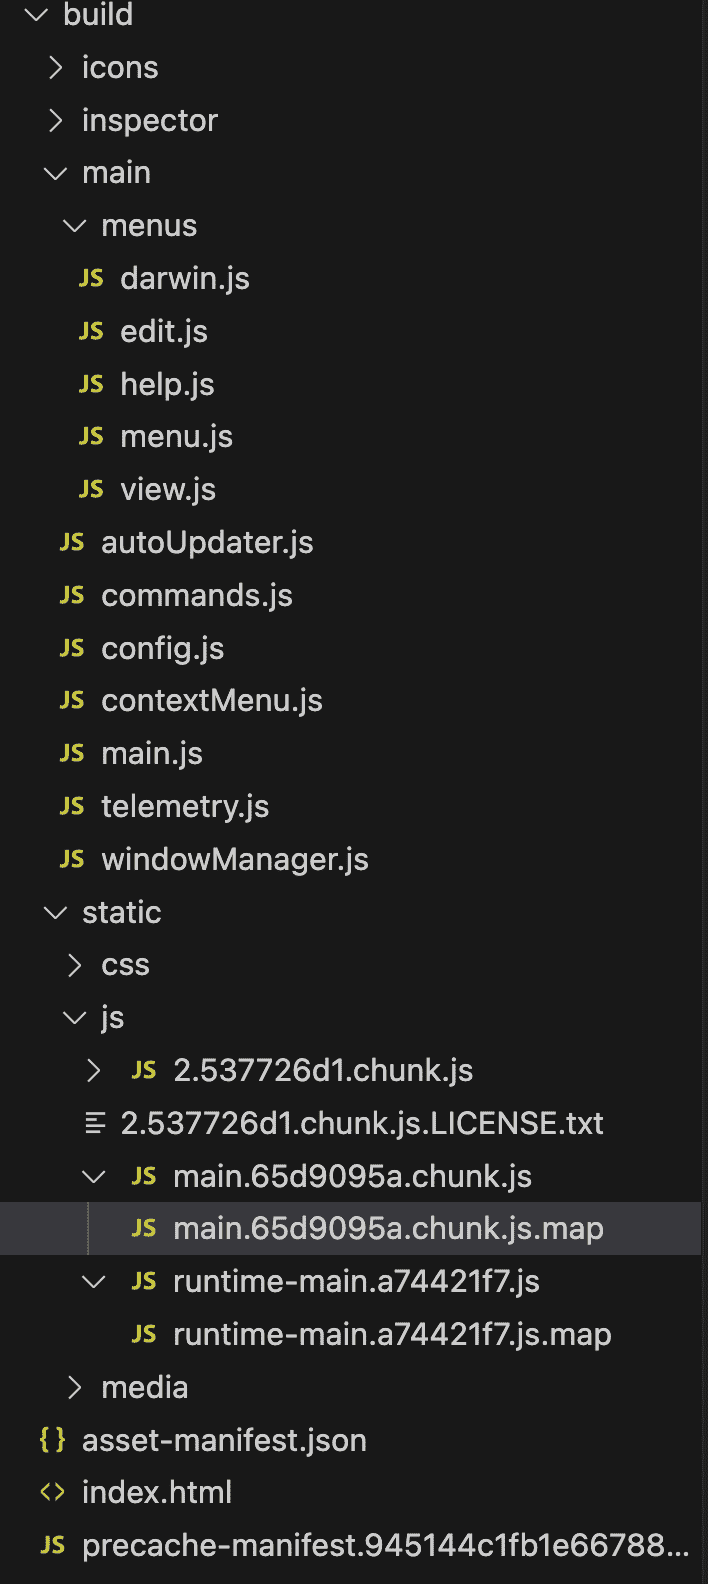 build
icons
inspector
main
menus
JS darwin.js
JS edit.js
JS help.js
JS menu.js
JS view.js
JS autoUpdater.js
JS commands.js
JS config.js
JS contextMenu.js
JS main.js
JS telemetry.js
JS windowManager.js
static
css
js
JS 2.537726d1.chunk.js
2.537726d1.chunk.js.LICENSE.txt
JS main.65d9095a.chunk.js
JS main.65d9095a.chunk.js.map
JS runtime-main.a74421f7.js
JS runtime-main.a74421f7.js.map
media
{} asset-manifest.json
<> index.html
JS precache-manifest.945144c1fb1e66788...